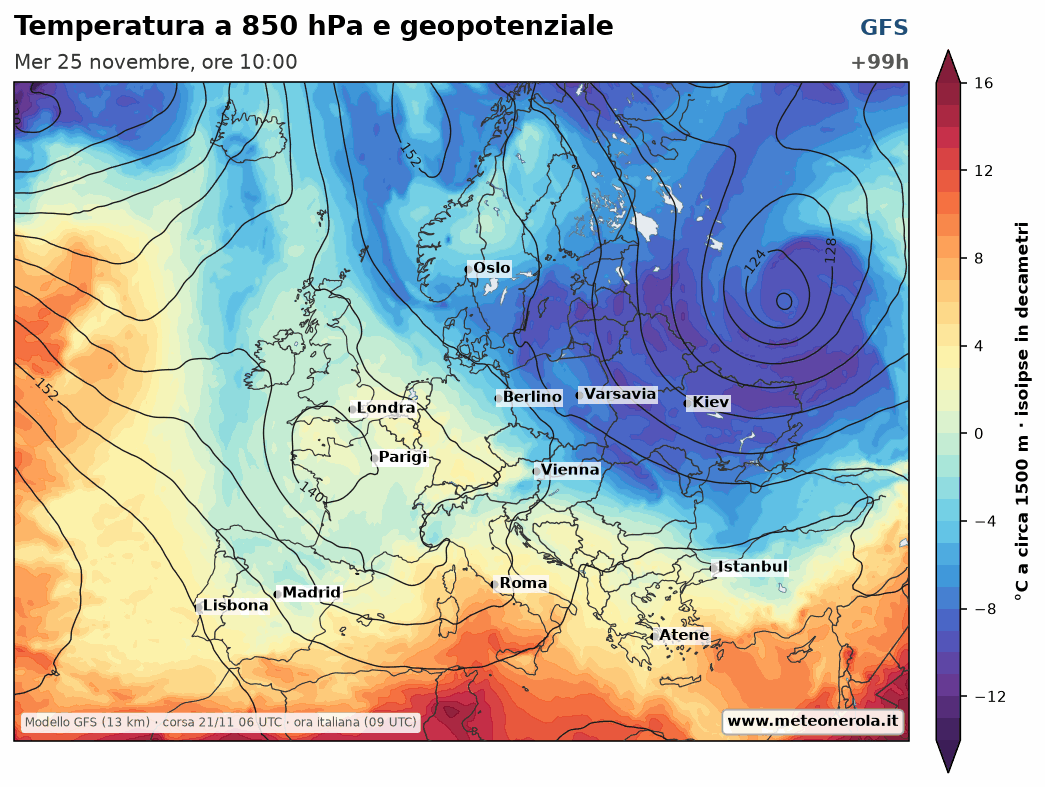 Temperatura a 850 hPa e geopotenziale
GFS
Mer 25 novembre, ore 10:00
+99h
16
12
8
4
0
−4
−8
−12
°C a circa 1500 m · isoipse in decametri
152
124
128
Oslo
152
Berlino
Varsavia
Kiev
Londra
Parigi
Vienna
140
Istanbul
Roma
Madrid
Lisbona
Atene
Modello GFS (13 km) · corsa 21/11 06 UTC · ora italiana (09 UTC)
www.meteonerola.it